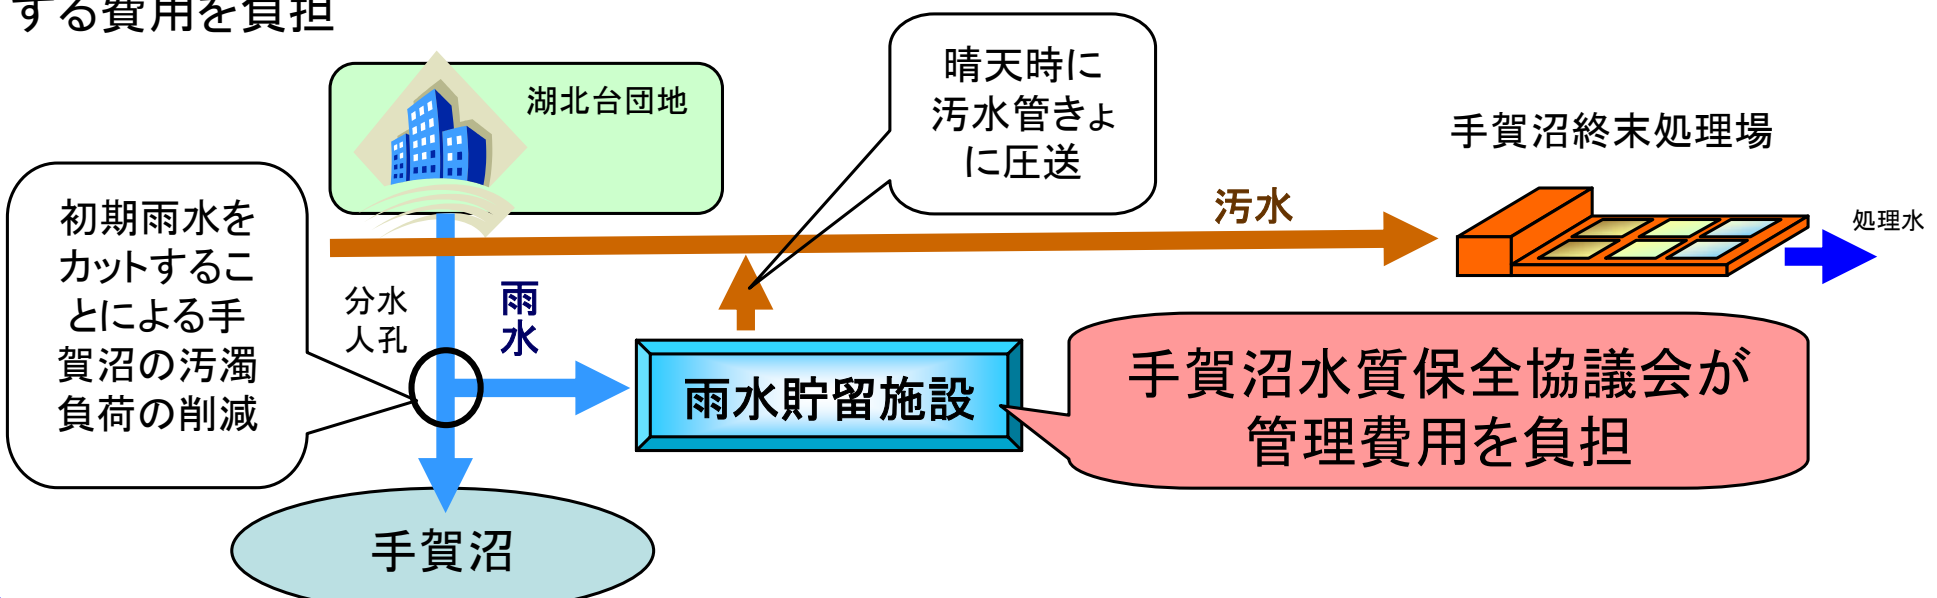 する費用を負担
湖北台団地
晴天時に
汚水管きょ
に圧送
手賀沼終末処理場
初期雨水を
カットするこ
とによる手
賀沼の汚濁
負荷の削減
汚水
処理水
分水
人孔
雨
水
雨水貯留施設
手賀沼水質保全協議会が
管理費用を負担
手賀沼